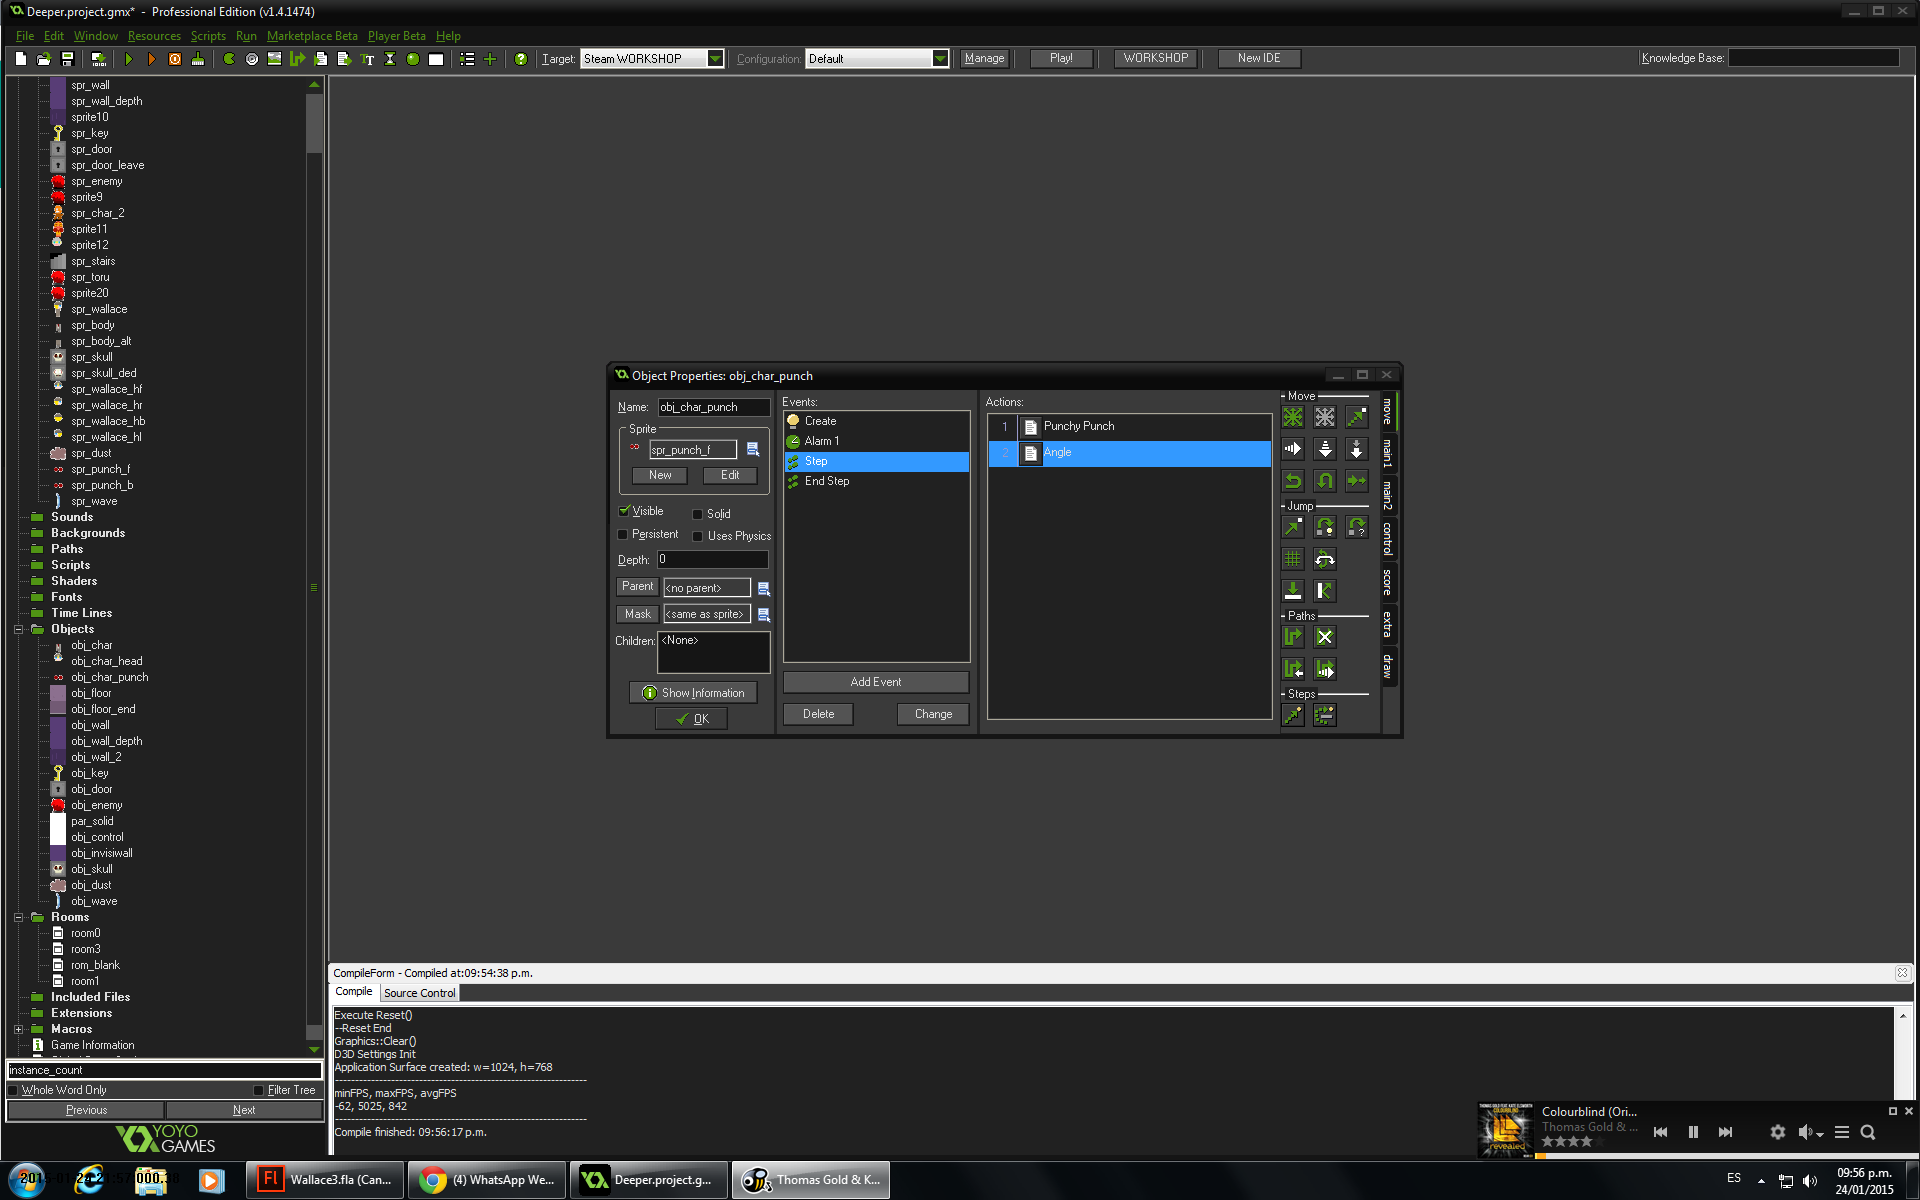 Deeper.project.gmx* - Professional Edition (v1.4.1474)
File Edit Window Resources Scripts Run Marketplace Beta Player Beta Help
Target: Steam WORKSHOP Configuration: Default Manage Play! WORKSHOP New IDE Knowledge Base:
spr_wall
spr_wall_depth
sprite10
spr_key
spr_door
spr_door_leave
spr_enemy
sprite9
spr_char_2
sprite11
sprite12
spr_stairs
spr_toru
sprite20
spr_wallace
spr_body
spr_body_alt
spr_skull
spr_skull_ded
spr_wallace_hf
spr_wallace_hr
spr_wallace_hb
spr_wallace_hl
spr_dust
spr_punch_f
spr_punch_b
spr_wave
Sounds
Backgrounds
Paths
Scripts
Shaders
Fonts
Time Lines
Objects
obj_char
obj_char_head
obj_char_punch
obj_floor
obj_floor_end
obj_wall
obj_wall_depth
obj_wall_2
obj_key
obj_door
obj_enemy
par_solid
obj_control
obj_invisiwall
obj_skull
obj_dust
obj_wave
Rooms
room0
room3
rom_blank
room1
Included Files
Extensions
Macros
Game Information
instance_count
Whole Word Only Filter Tree
Previous Next
YOYO
GAMES
Object Properties: obj_char_punch
Name: obj_char_punch
Sprite
spr_punch_f
New Edit
Visible Solid
Persistent Uses Physics
Depth: 0
Parent <no parent>
Mask <same as sprite>
Children: <None>
Show Information
OK
Events:
Create
Alarm 1
Step
End Step
Add Event
Delete Change
Actions:
1 Punchy Punch
2 Angle
Move
Jump
Paths
Steps
move
main1
main2
control
score
extra
draw
CompileForm - Compiled at:09:54:38 p.m.
Compile Source Control
Execute Reset()
--Reset End
Graphics::Clear()
D3D Settings Init
Application Surface created: w=1024, h=768
minFPS, maxFPS, avgFPS
-62, 5025, 842
Compile finished: 09:56:17 p.m.
COLOURBLIND
revealed
Colourblind (Ori...
Thomas Gold & ...
Fl Wallace3.fla (Can...
(4) WhatsApp We...
Deeper.project.g...
Thomas Gold & K...
ES
09:56 p.m.
24/01/2015